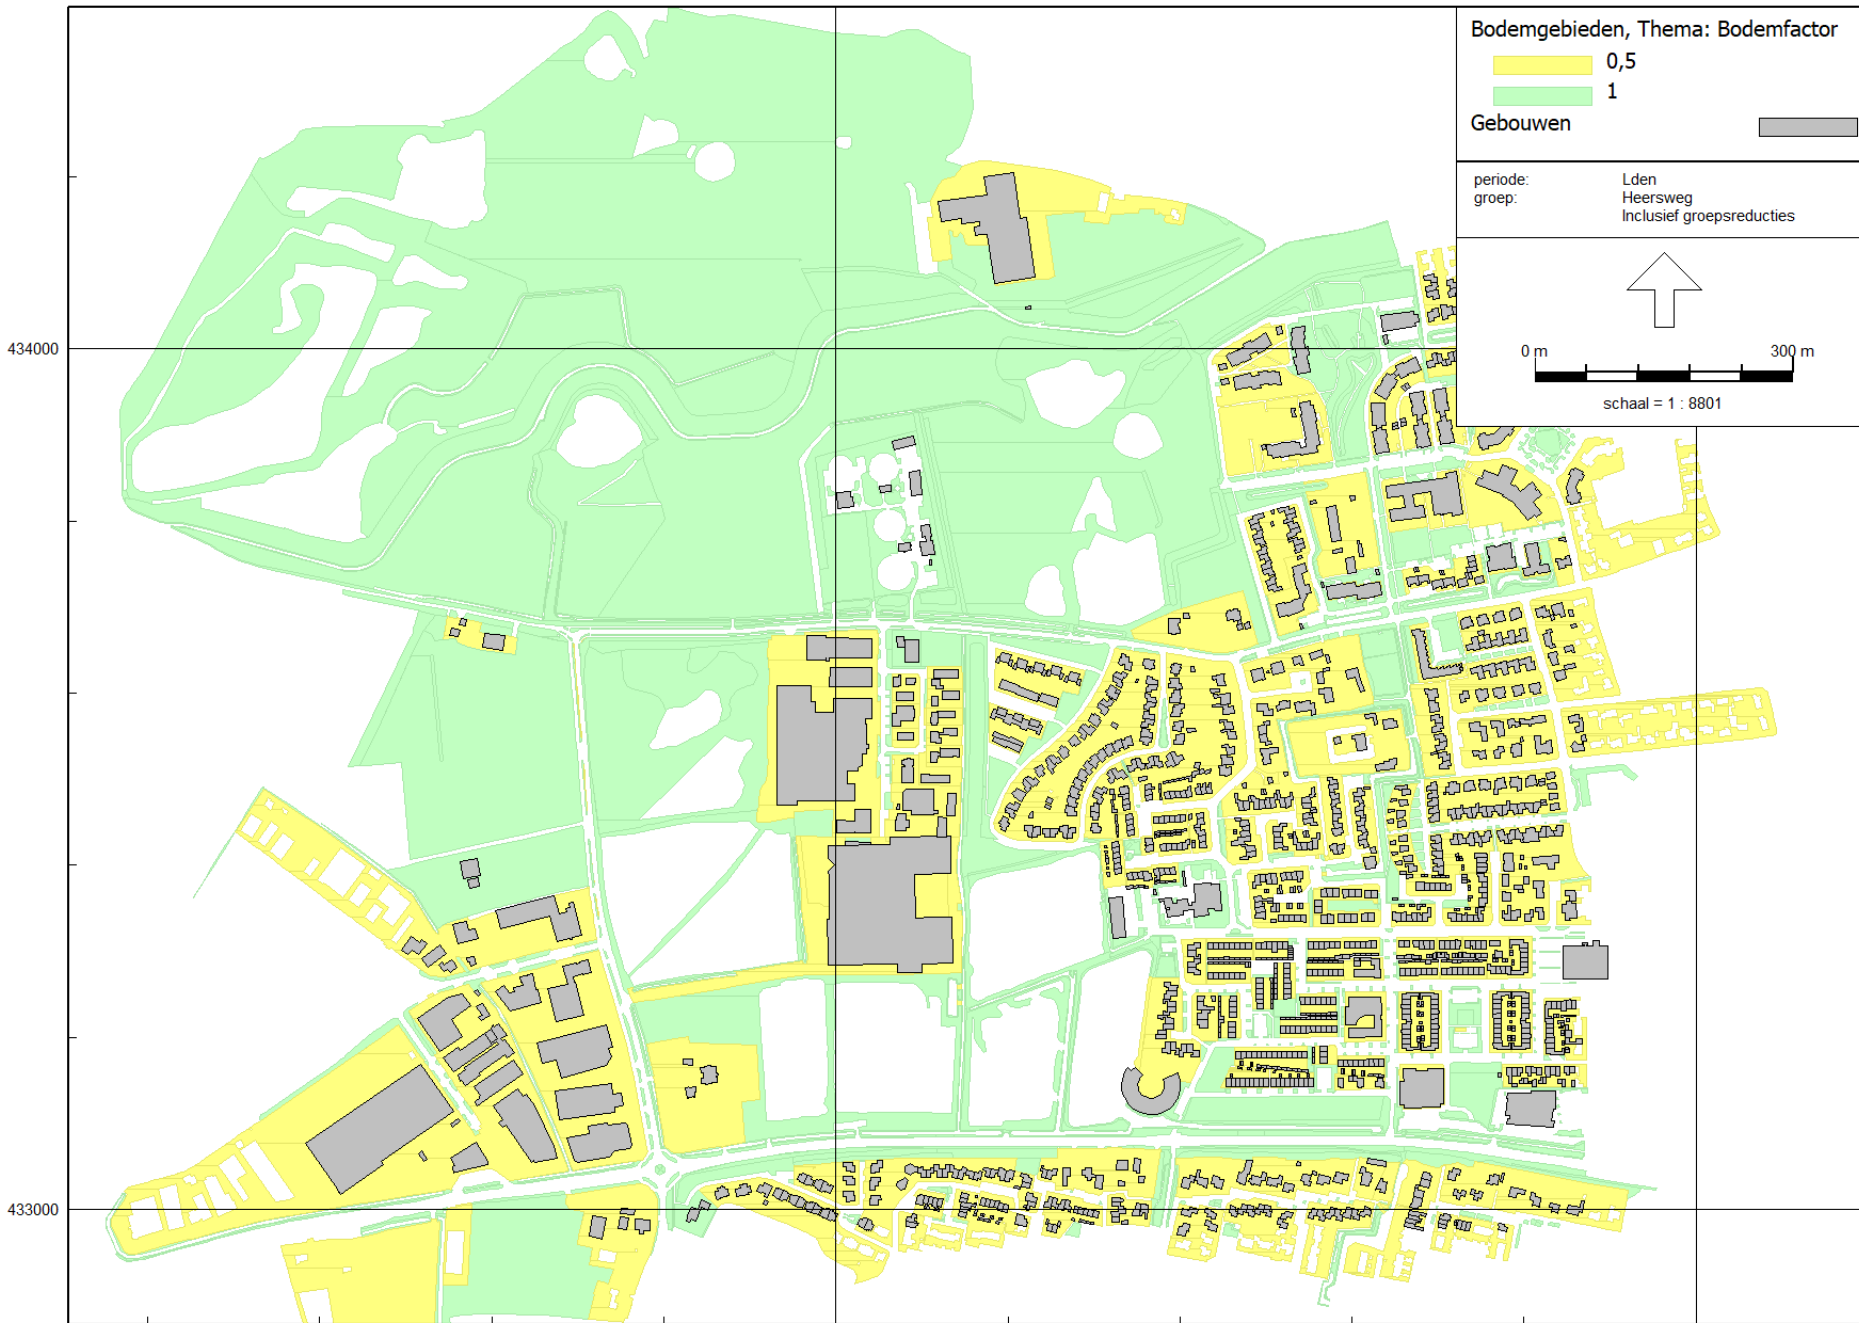 Bodemgebieden, Thema: Bodemfactor
0,5
1
Gebouwen
periode: Lden
groep: Heersweg
Inclusief groepsreducties
0 m 300 m
schaal = 1 : 8801
434000
433000